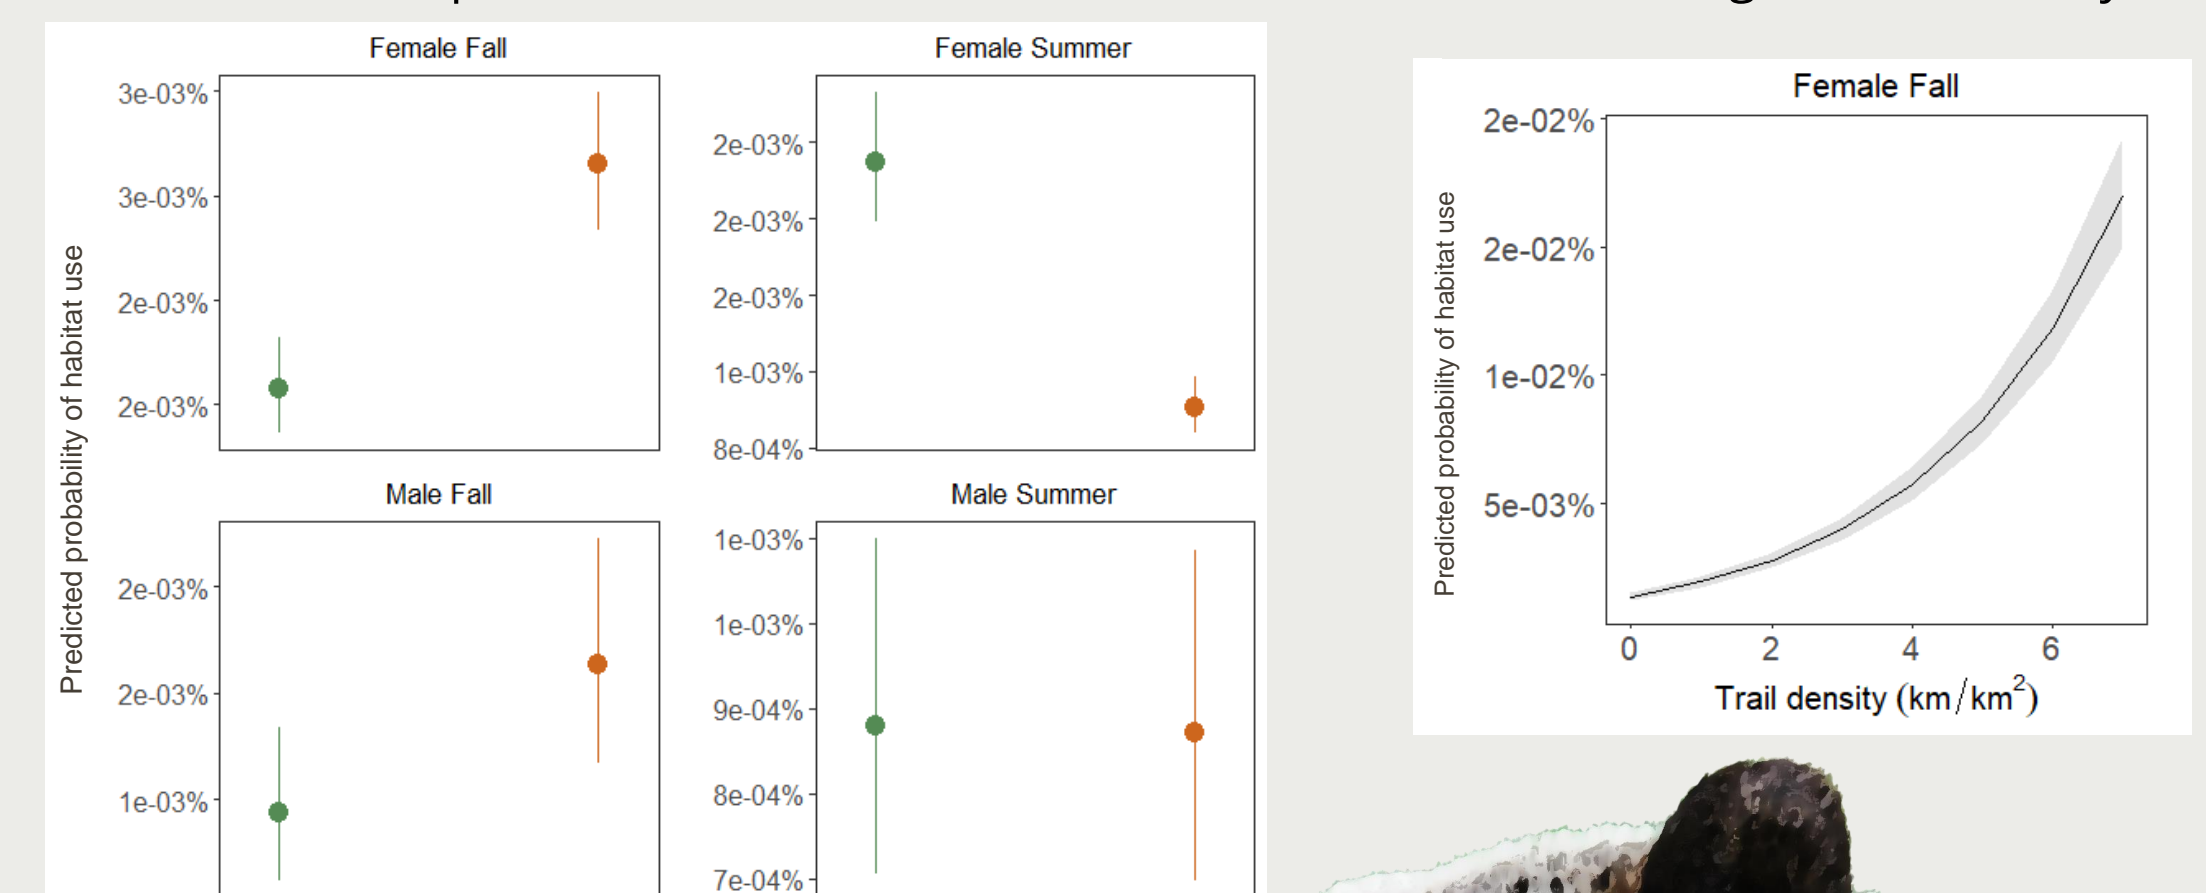 Female Fall
3e-03%
3e-03%
2e-03%
2e-03%
Female Summer
2e-03%
2e-03%
2e-03%
1e-03%
8e-04%
Predicted probability of habitat use
Male Fall
2e-03%
2e-03%
1e-03%
Male Summer
1e-03%
1e-03%
9e-04%
8e-04%
7e-04%
Female Fall
2e-02%
2e-02%
1e-02%
5e-03%
Predicted probability of habitat use
0 2 4 6
Trail density (km/km²)